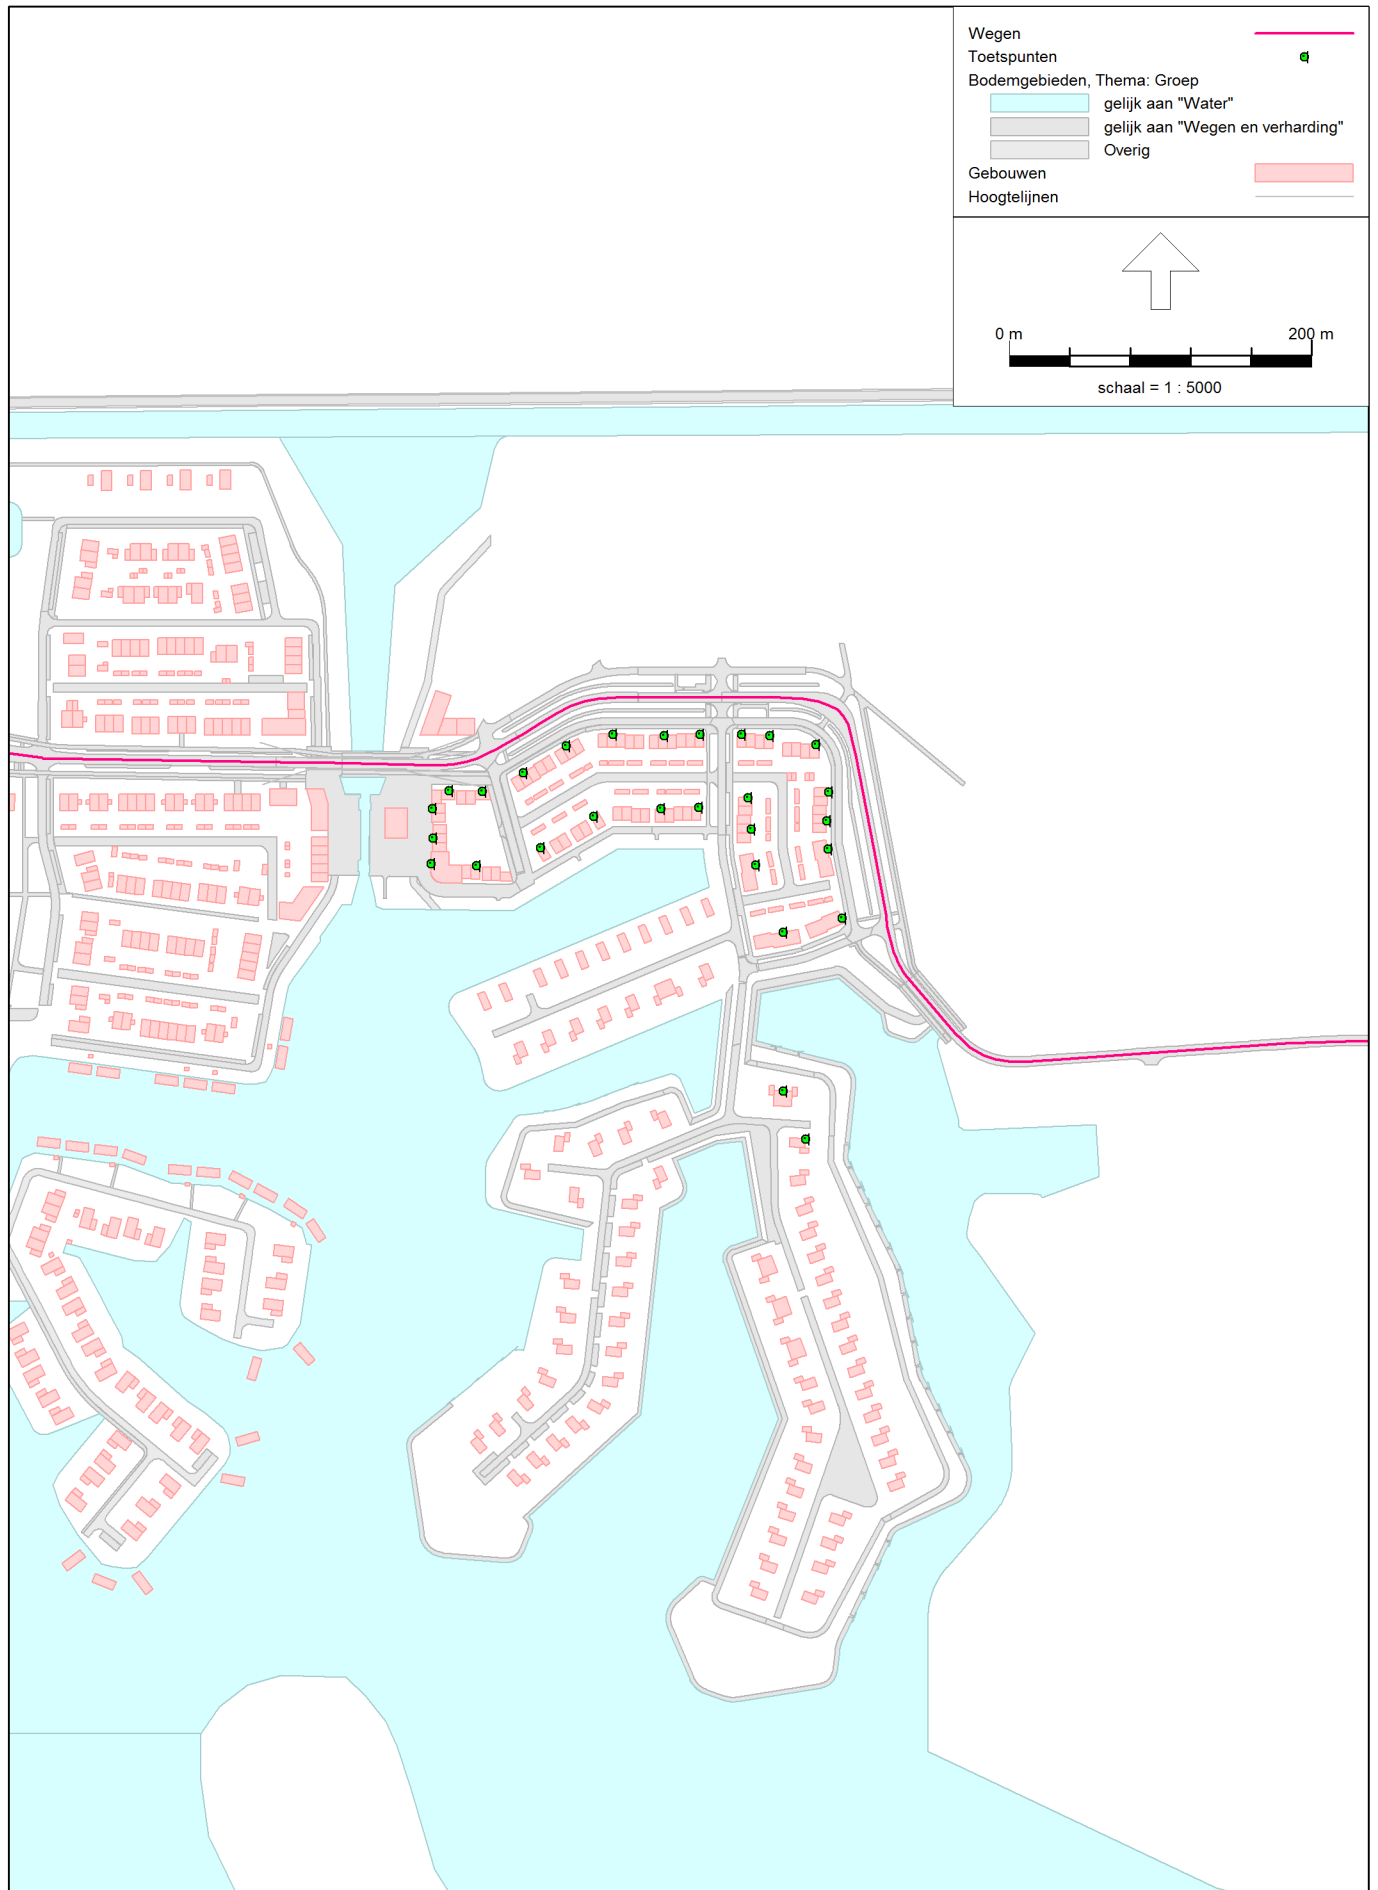 Wegen
Toetspunten
Bodemgebieden, Thema: Groep
gelijk aan "Water"
gelijk aan "Wegen en verharding"
Overig
Gebouwen
Hoogtelijnen
0 m 200 m
schaal = 1 : 5000